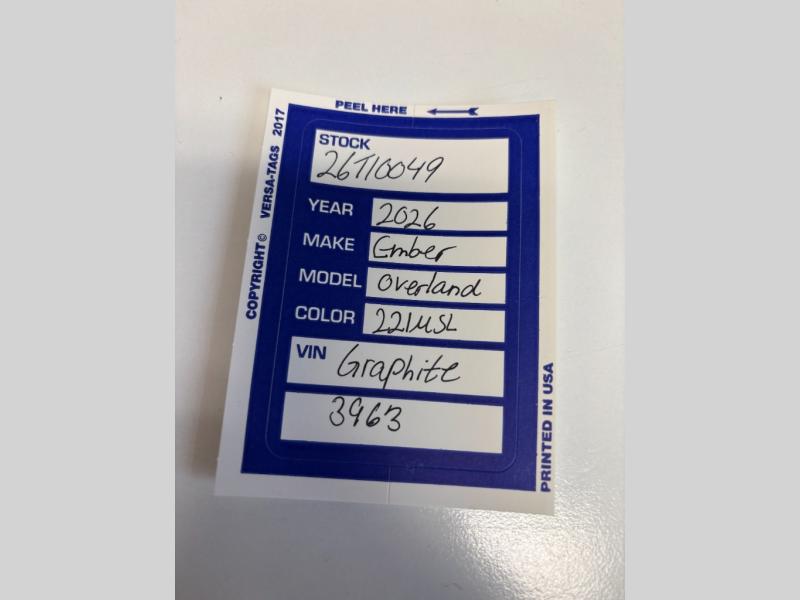 PEEL HERE
COPYRIGHT © VERSA-TAGS 2017
STOCK
26T10049
YEAR 2026
MAKE Ember
MODEL Overland
COLOR 221MSL
VIN Graphite
3963
PRINTED IN USA